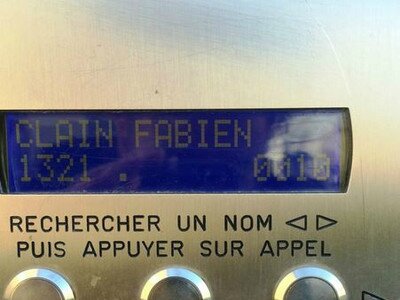 CLAIN FABIEN
1321 . 0010
RECHERCHER UN NOM ◁ ▷
PUIS APPUYER SUR APPEL